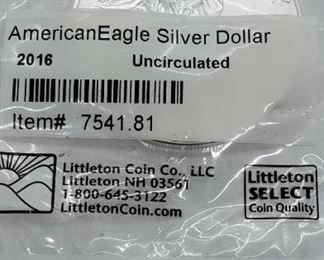 AmericanEagle Silver Dollar
2016 Uncirculated
Item# 7541.81
Littleton Coin Co., LLC
Littleton NH 03561
1-800-645-3122
LittletonCoin.com
Littleton
SELECT
Coin Quality